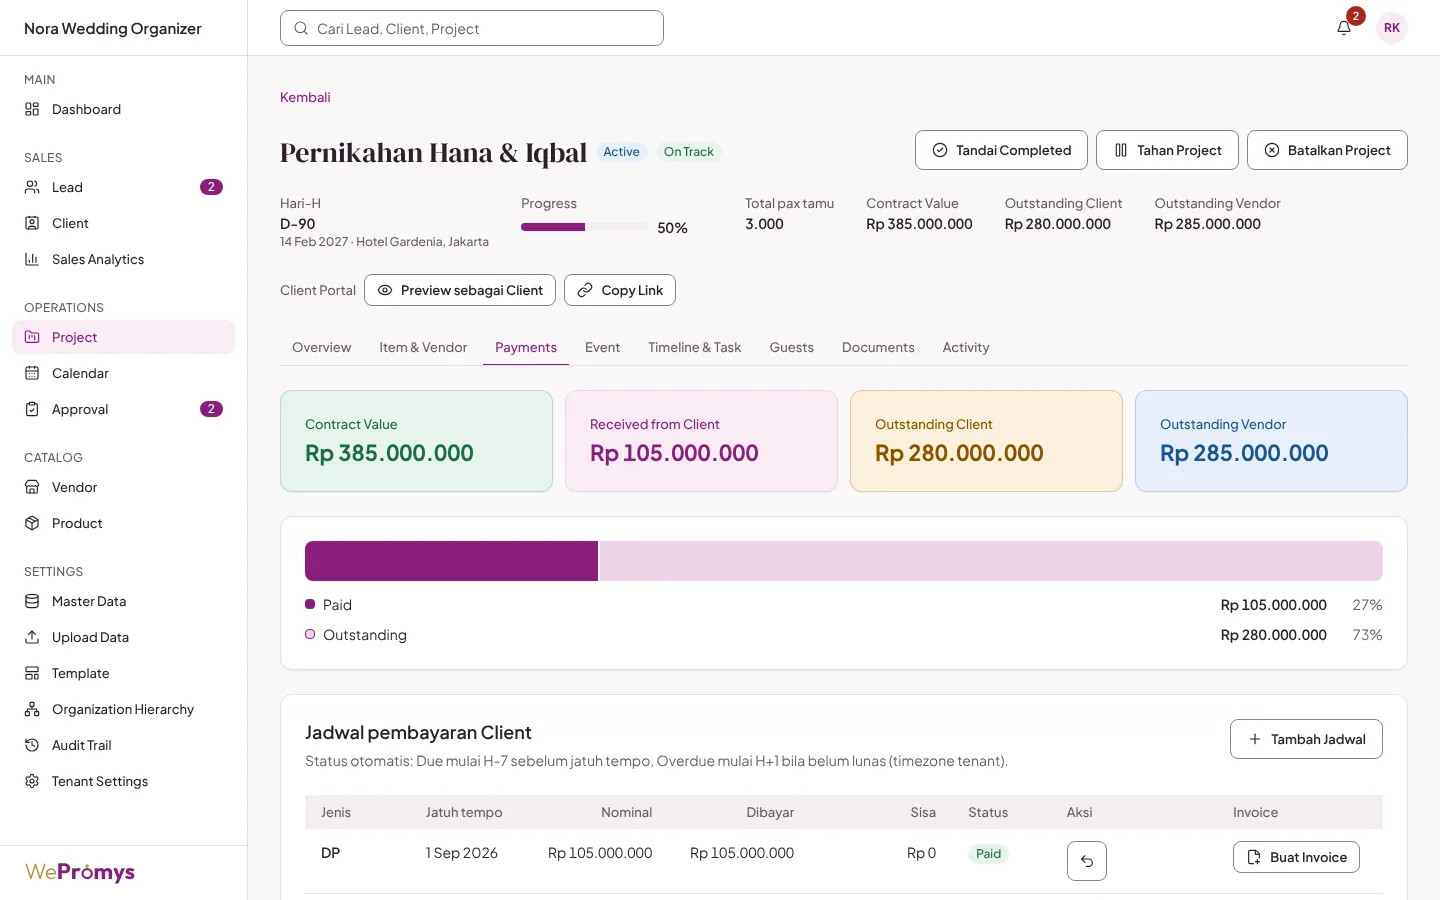 Nora Wedding Organizer
Cari Lead, Client, Project
2
RK
MAIN
Dashboard
SALES
Lead 2
Client
Sales Analytics
OPERATIONS
Project
Calendar
Approval 2
CATALOG
Vendor
Product
SETTINGS
Master Data
Upload Data
Template
Organization Hierarchy
Audit Trail
Tenant Settings
WePromys
Kembali
Pernikahan Hana & Iqbal Active On Track
Tandai Completed Tahan Project Batalkan Project
Hari-H Progress Total pax tamu Contract Value Outstanding Client Outstanding Vendor
D-90 50% 3.000 Rp 385.000.000 Rp 280.000.000 Rp 285.000.000
14 Feb 2027 · Hotel Gardenia, Jakarta
Client Portal Preview sebagai Client Copy Link
Overview Item & Vendor Payments Event Timeline & Task Guests Documents Activity
Contract Value Received from Client Outstanding Client Outstanding Vendor
Rp 385.000.000 Rp 105.000.000 Rp 280.000.000 Rp 285.000.000
Paid Rp 105.000.000 27%
Outstanding Rp 280.000.000 73%
Jadwal pembayaran Client
Tambah Jadwal
Status otomatis: Due mulai H-7 sebelum jatuh tempo, Overdue mulai H+1 bila belum lunas (timezone tenant).
Jenis Jatuh tempo Nominal Dibayar Sisa Status Aksi Invoice
DP 1 Sep 2026 Rp 105.000.000 Rp 105.000.000 Rp 0 Paid Buat Invoice